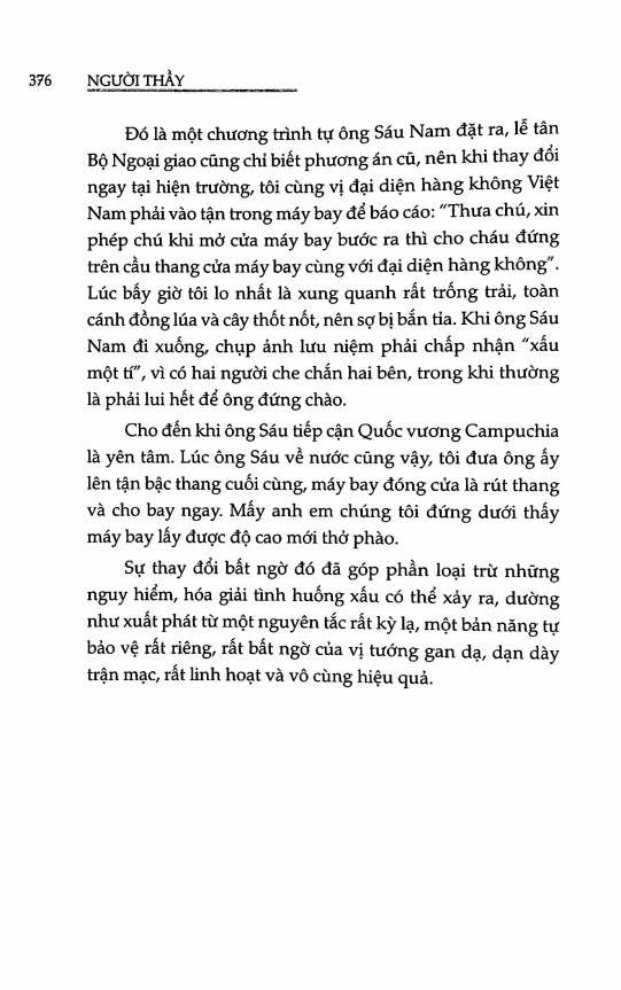 376 NGƯỜI THẦY
Đó là một chương trình tự ông Sáu Nam đặt ra, lễ tân
Bộ Ngoại giao cũng chỉ biết phương án cũ, nên khi thay đổi
ngay tại hiện trường, tôi cùng vị đại diện hàng không Việt
Nam phải vào tận trong máy bay để báo cáo: "Thưa chú, xin
phép chú khi mở cửa máy bay bước ra thì cho cháu đứng
trên cầu thang cửa máy bay cùng với đại diện hàng không".
Lúc bấy giờ tôi lo nhất là xung quanh rất trống trải, toàn
cánh đồng lúa và cây thốt nốt, nên sợ bị bắn tỉa. Khi ông Sáu
Nam đi xuống, chụp ảnh lưu niệm phải chấp nhận "xấu
một tí", vì có hai người che chắn hai bên, trong khi thường
là phải lui hết để ông đứng chào.
Cho đến khi ông Sáu tiếp cận Quốc vương Campuchia
là yên tâm. Lúc ông Sáu về nước cũng vậy, tôi đưa ông ấy
lên tận bậc thang cuối cùng, máy bay đóng cửa là rút thang
và cho bay ngay. Mấy anh em chúng tôi đứng dưới thấy
máy bay lấy được độ cao mới thở phào.
Sự thay đổi bất ngờ đó đã góp phần loại trừ những
nguy hiểm, hóa giải tình huống xấu có thể xảy ra, dường
như xuất phát từ một nguyên tắc rất kỳ lạ, một bản năng tự
bảo vệ rất riêng, rất bất ngờ của vị tướng gan dạ, dạn dày
trận mạc, rất linh hoạt và vô cùng hiệu quả.